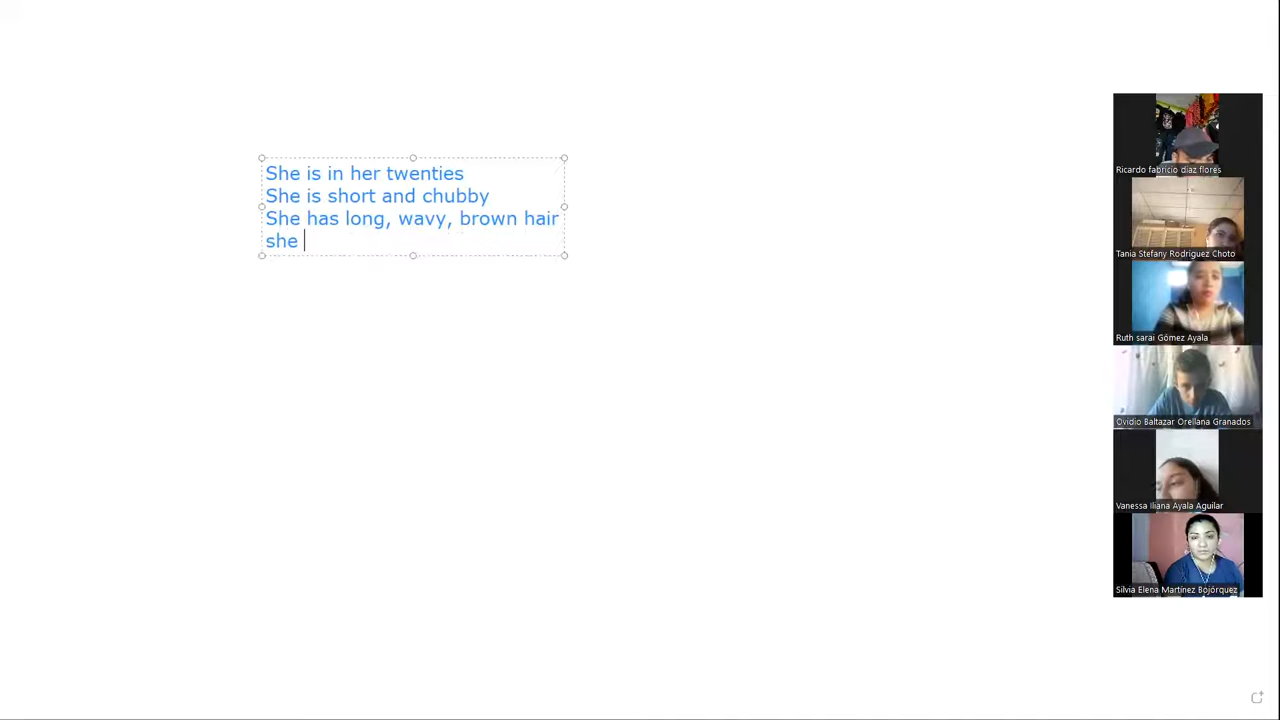 She is in her twenties
She is short and chubby
She has long, wavy, brown hair
she
Ricardo fabricio diaz flores
Tania Stefany Rodriguez Choto
Ruth sarai Gómez Ayala
Ovidio Baltazar Orellana Granados
Vanessa Iliana Ayala Aguilar
Silvia Elena Martínez Bojórquez